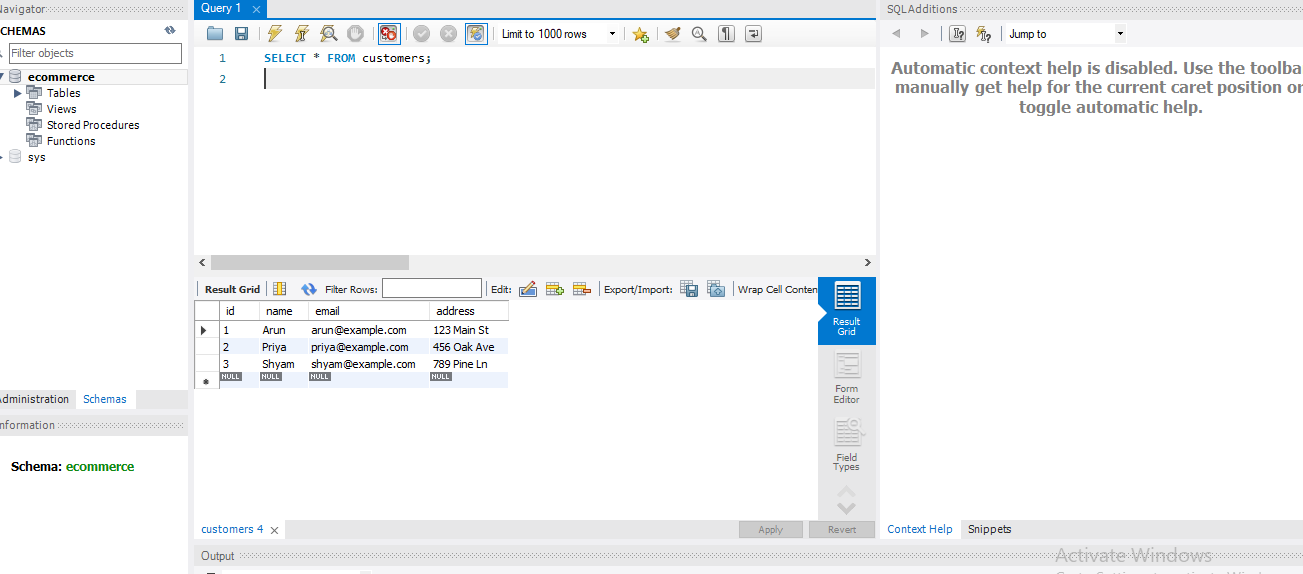 Navigator
SCHEMAS
Filter objects
ecommerce
Tables
Views
Stored Procedures
Functions
sys
Administration Schemas
Information
Schema: ecommerce
Query 1
Limit to 1000 rows
1 SELECT * FROM customers;
2
Result Grid Filter Rows: Edit: Export/Import: Wrap Cell Conten
id name email address
1 Arun arun@example.com 123 Main St
2 Priya priya@example.com 456 Oak Ave
3 Shyam shyam@example.com 789 Pine Ln
NULL NULL NULL NULL
Result
Grid
Form
Editor
Field
Types
customers 4 Apply Revert
Output
SQLAdditions
Jump to
Automatic context help is disabled. Use the toolba
manually get help for the current caret position or
toggle automatic help.
Context Help Snippets
Activate Windows